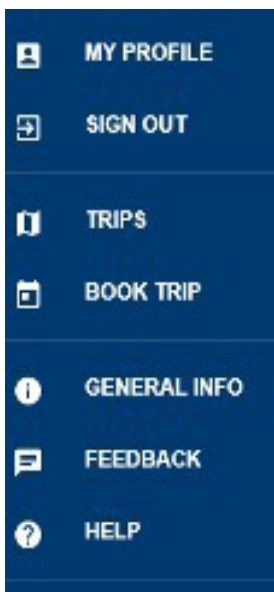 MY PROFILE
SIGN OUT
TRIPS
BOOK TRIP
GENERAL INFO
FEEDBACK
HELP